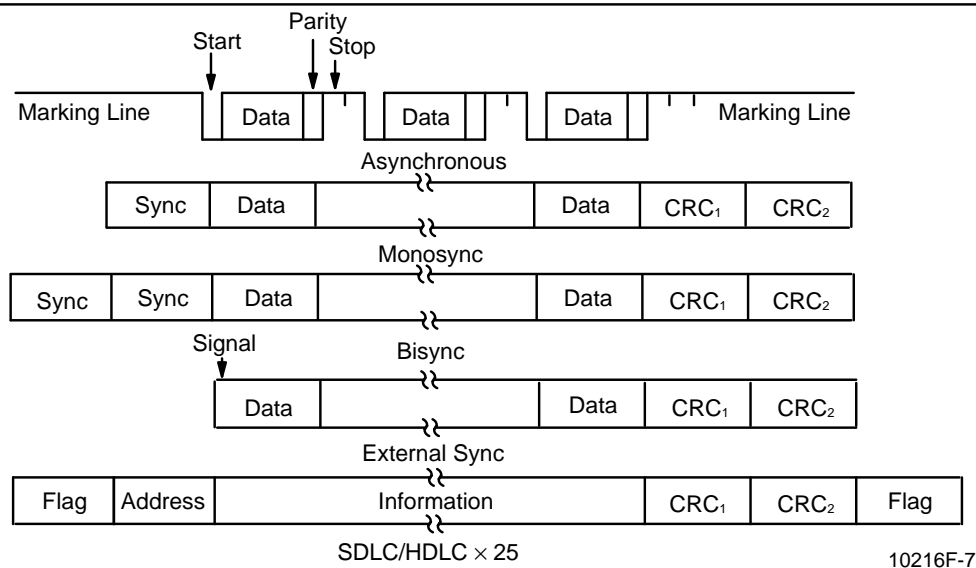 Parity
Start
Stop
Marking Line Data Data Data Marking Line
Asynchronous
Sync Data Data CRC₁ CRC₂
Monosync
Sync Sync Data Data CRC₁ CRC₂
Signal
Bisync
Data Data CRC₁ CRC₂
External Sync
Flag Address Information CRC₁ CRC₂ Flag
SDLC/HDLC × 25
10216F-7